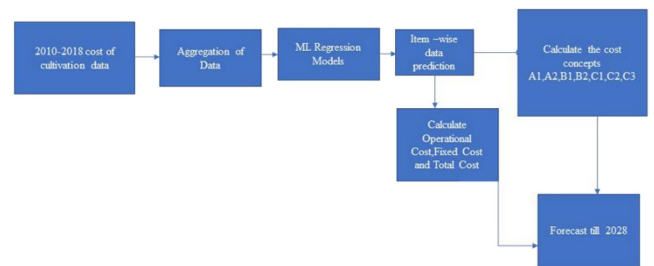 2010-2018 cost of
cultivation data
Aggregation of
Data
ML Regression
Models
Item –wise
data
prediction
Calculate the cost
concepts
A1,A2,B1,B2,C1,C2,C3
Calculate
Operational
Cost,Fixed Cost
and Total Cost
Forecast till 2028